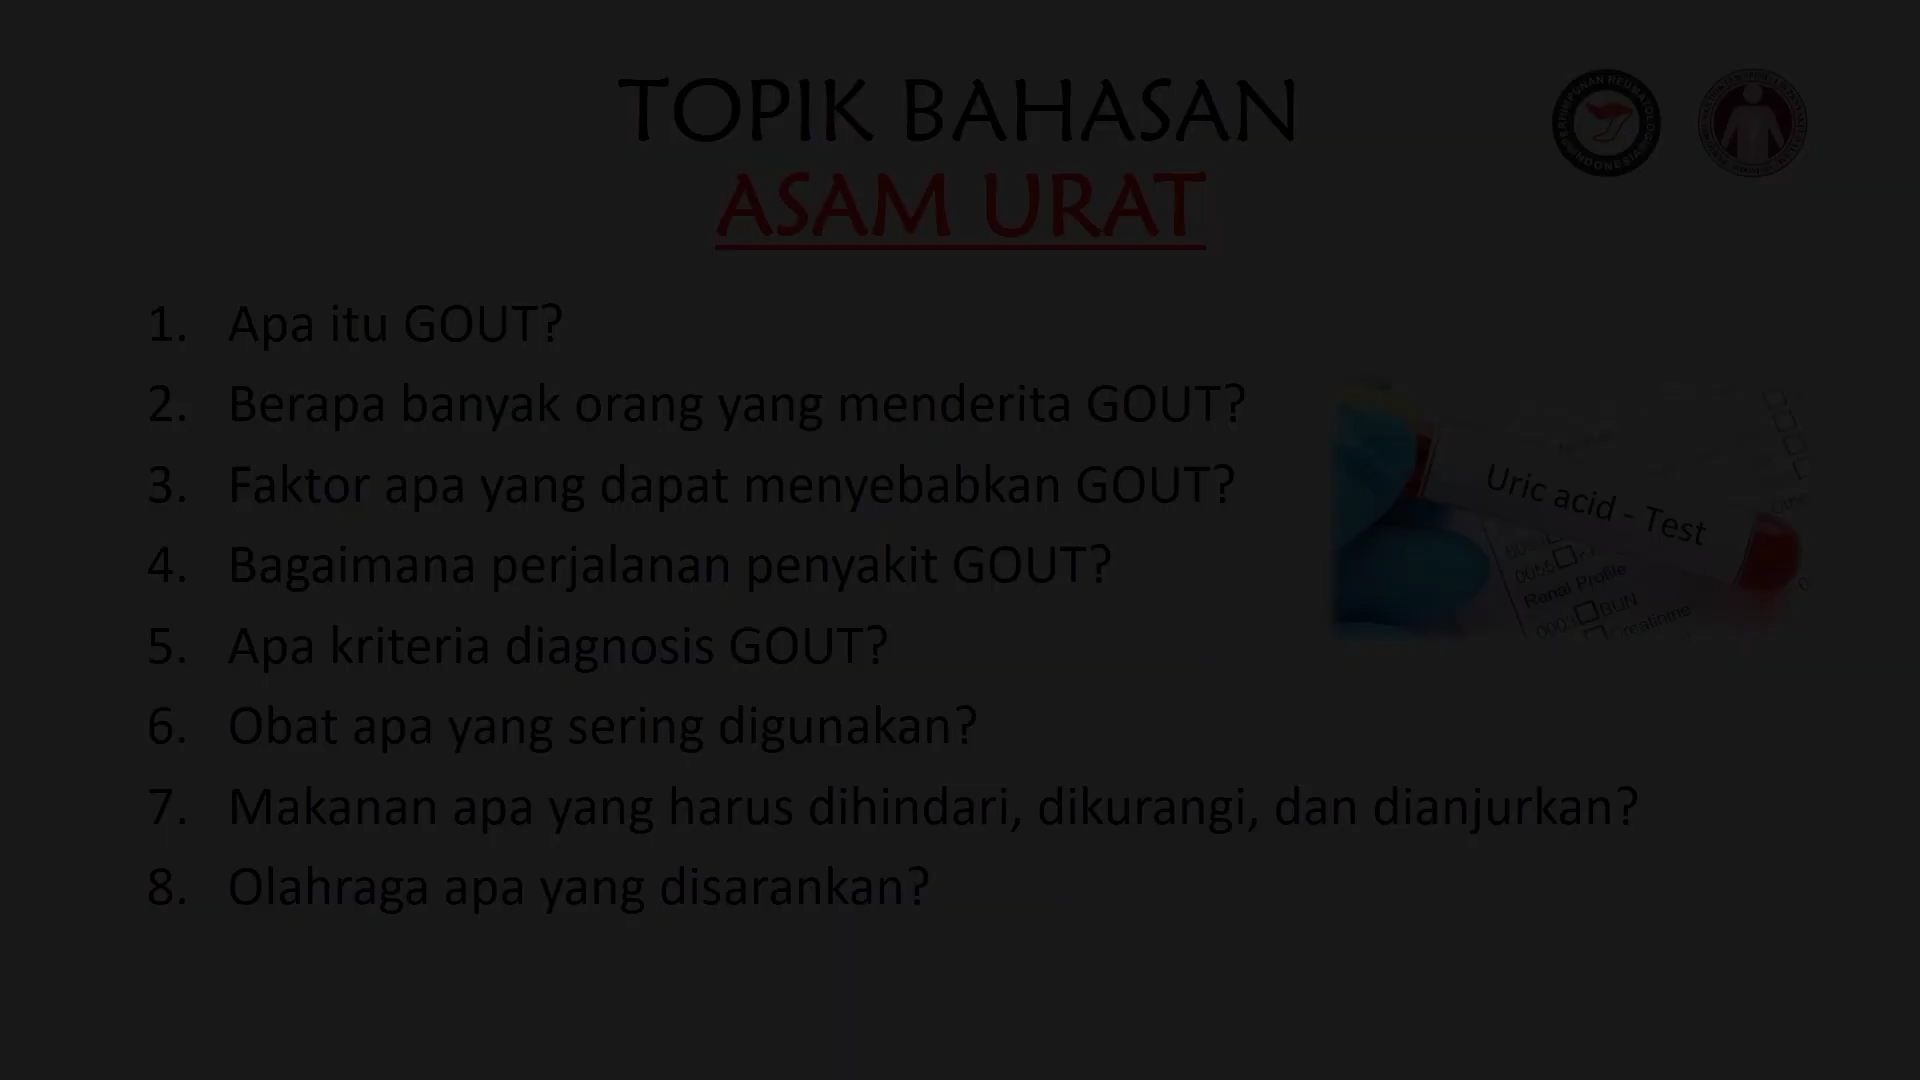 TOPIK BAHASAN
ASAM URAT
PERHIMPUNAN REUMATOLOGI
INDONESIA
1. Apa itu GOUT?
2. Berapa banyak orang yang menderita GOUT?
3. Faktor apa yang dapat menyebabkan GOUT?
4. Bagaimana perjalanan penyakit GOUT?
5. Apa kriteria diagnosis GOUT?
6. Obat apa yang sering digunakan?
7. Makanan apa yang harus dihindari, dikurangi, dan dianjurkan?
8. Olahraga apa yang disarankan?
Uric acid - Test
Renal Profile
BUN
Creatinine